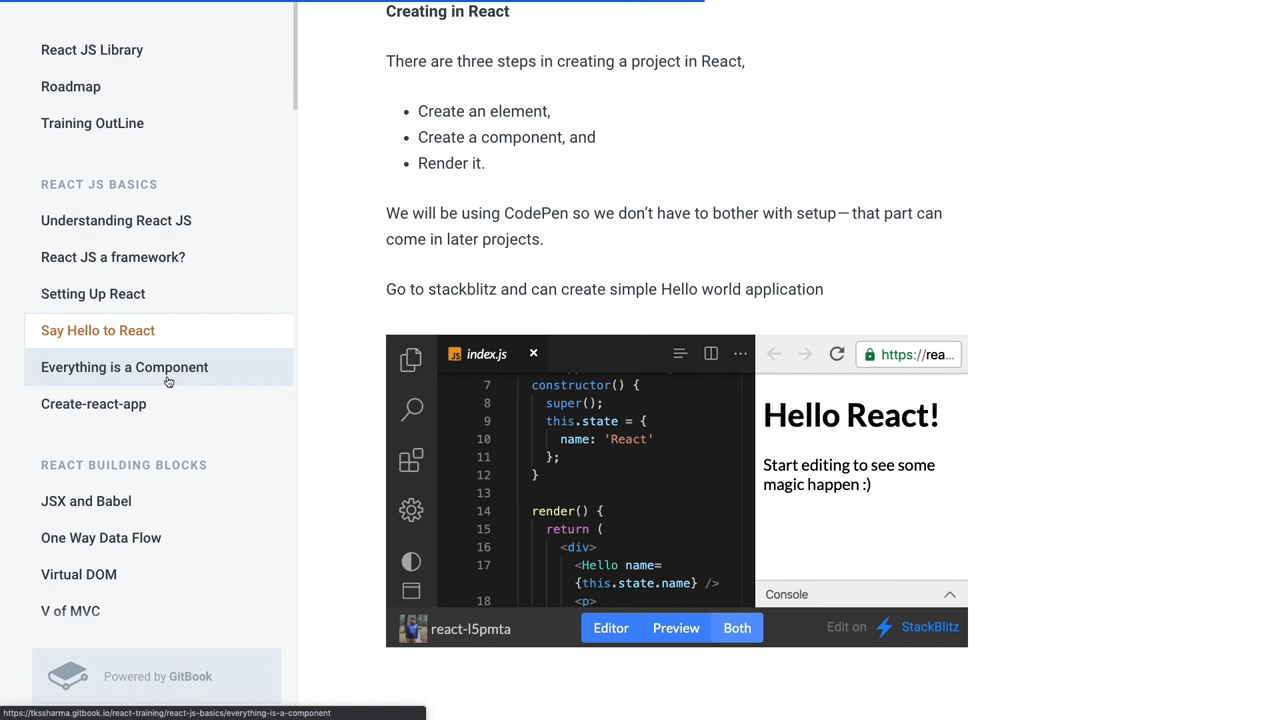 React JS Library
Roadmap
Training OutLine
REACT JS BASICS
Understanding React JS
React JS a framework?
Setting Up React
Say Hello to React
Everything is a Component
Create-react-app
REACT BUILDING BLOCKS
JSX and Babel
One Way Data Flow
Virtual DOM
V of MVC
Powered by GitBook
https://tkssharma.gitbook.io/react-training/react-js-basics/everything-is-a-component
Creating in React
There are three steps in creating a project in React,
• Create an element,
• Create a component, and
• Render it.
We will be using CodePen so we don’t have to bother with setup — that part can
come in later projects.
Go to stackblitz and can create simple Hello world application
JS index.js
7 constructor() {
8 super();
9 this.state = {
10 name: 'React'
11 };
12 }
13
14 render() {
15 return (
16 <div>
17 <Hello name=
{this.state.name} />
18 <p>
https://rea...
Hello React!
Start editing to see some
magic happen :)
Console
react-l5pmta
Editor Preview Both
Edit on StackBlitz